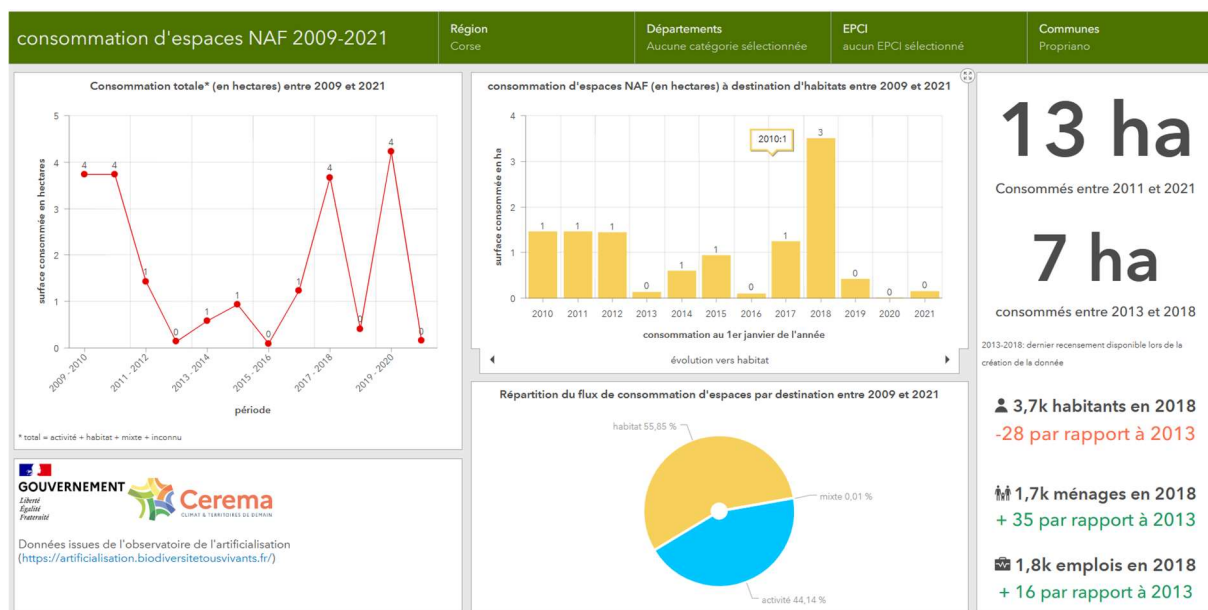 consommation d'espaces NAF 2009-2021
Région
Corse
Départements
Aucune catégorie sélectionnée
EPCI
aucun EPCI sélectionné
Communes
Propriano
Consommation totale* (en hectares) entre 2009 et 2021
surface consommée en hectares
5
4
3
2
1
0
4
4
1
0
1
1
0
1
4
0
4
0
2009 - 2010
2011 - 2012
2013 - 2014
2015 - 2016
2017 - 2018
2019 - 2020
période
* total = activité + habitat + mixte + inconnu
consommation d'espaces NAF (en hectares) à destination d'habitats entre 2009 et 2021
surface consommée en ha
4
3
2
1
0
2010:1
1
1
1
0
1
1
0
1
3
0
0
0
2010
2011
2012
2013
2014
2015
2016
2017
2018
2019
2020
2021
consommation au 1er janvier de l'année
évolution vers habitat
Répartition du flux de consommation d'espaces par destination entre 2009 et 2021
habitat 55,85 %
mixte 0,01 %
activité 44,14 %
GOUVERNEMENT
Liberté
Égalité
Fraternité
Cerema
CLIMAT & TERRITOIRES DE DEMAIN
Données issues de l'observatoire de l'artificialisation
(https://artificialisation.biodiversitetousvivants.fr/)
13 ha
Consommés entre 2011 et 2021
7 ha
consommés entre 2013 et 2018
2013-2018: dernier recensement disponible lors de la
création de la donnée
3,7k habitants en 2018
-28 par rapport à 2013
1,7k ménages en 2018
+ 35 par rapport à 2013
1,8k emplois en 2018
+ 16 par rapport à 2013